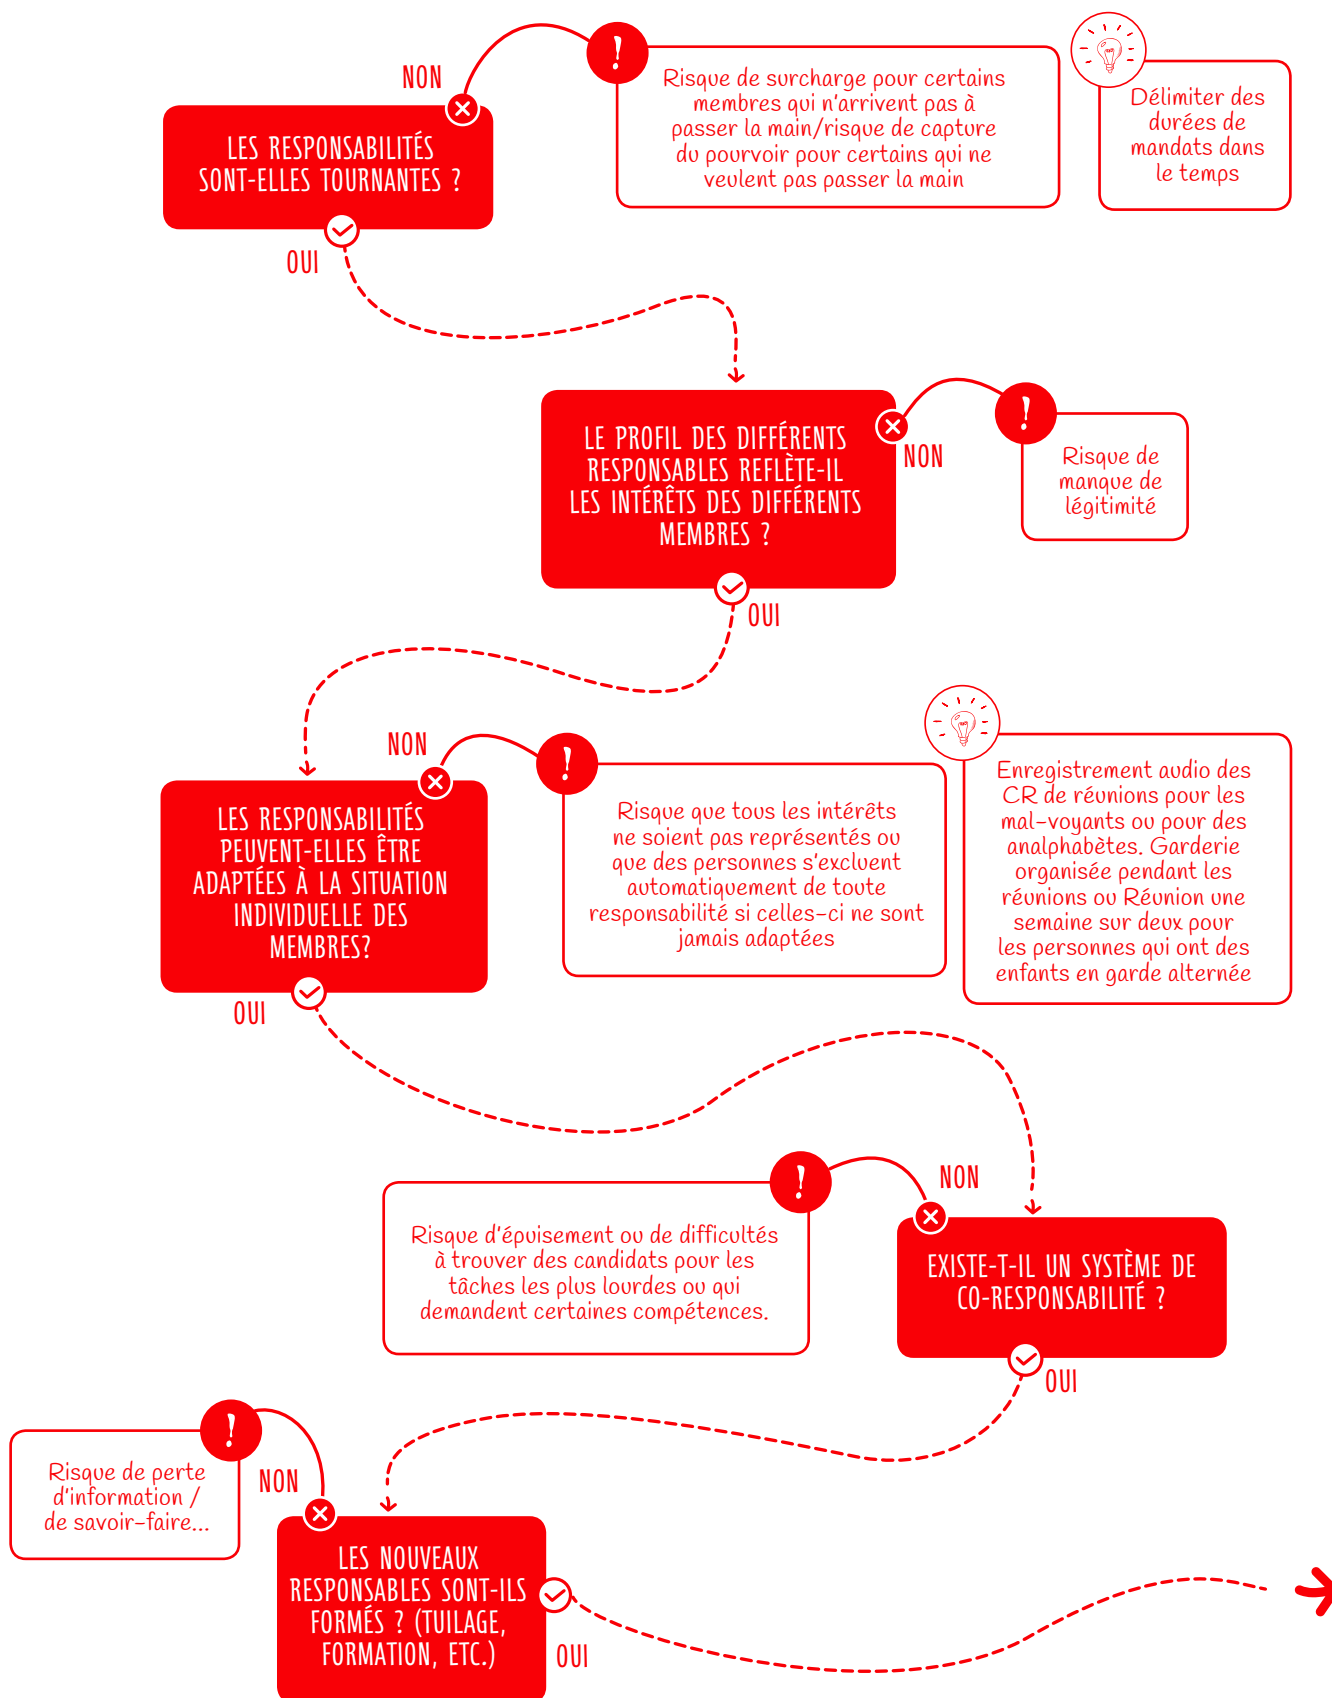 NON
LES RESPONSABILITÉS
SONT-ELLES TOURNANTES ?
OUI
!
Risque de surcharge pour certains
membres qui n'arrivent pas à
passer la main/risque de capture
du pourvoir pour certains qui ne
veulent pas passer la main
Délimiter des
durées de
mandats dans
le temps
LE PROFIL DES DIFFÉRENTS
RESPONSABLES REFLÈTE-IL
LES INTÉRÊTS DES DIFFÉRENTS
MEMBRES ?
NON
OUI
!
Risque de
manque de
légitimité
NON
LES RESPONSABILITÉS
PEUVENT-ELLES ÊTRE
ADAPTÉES À LA SITUATION
INDIVIDUELLE DES
MEMBRES?
OUI
!
Risque que tous les intérêts
ne soient pas représentés ou
que des personnes s'excluent
automatiquement de toute
responsabilité si celles-ci ne sont
jamais adaptées
Enregistrement audio des
CR de réunions pour les
mal-voyants ou pour des
analphabètes. Garderie
organisée pendant les
réunions ou Réunion une
semaine sur deux pour
les personnes qui ont des
enfants en garde alternée
NON
EXISTE-T-IL UN SYSTÈME DE
CO-RESPONSABILITÉ ?
OUI
!
Risque d'épuisement ou de difficultés
à trouver des candidats pour les
tâches les plus lourdes ou qui
demandent certaines compétences.
!
Risque de perte
d'information /
de savoir-faire...
NON
LES NOUVEAUX
RESPONSABLES SONT-ILS
FORMÉS ? (TUILAGE,
FORMATION, ETC.)
OUI